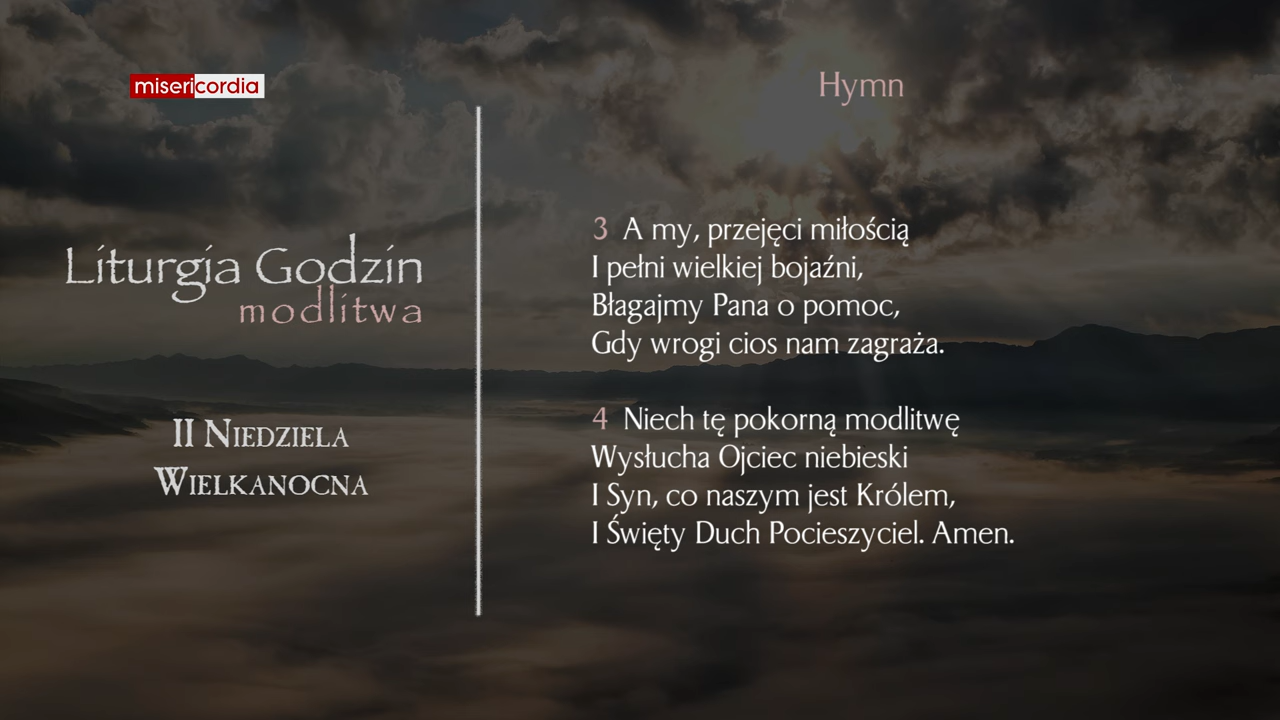 misericordia
Liturgia Godzin
modlitwa
II Niedziela
Wielkanocna
Hymn
3 A my, przejęci miłością
I pełni wielkiej bojaźni,
Błagajmy Pana o pomoc,
Gdy wrogi cios nam zagraża.
4 Niech tę pokorną modlitwę
Wysłucha Ojciec niebieski
I Syn, co naszym jest Królem,
I Święty Duch Pocieszyciel. Amen.